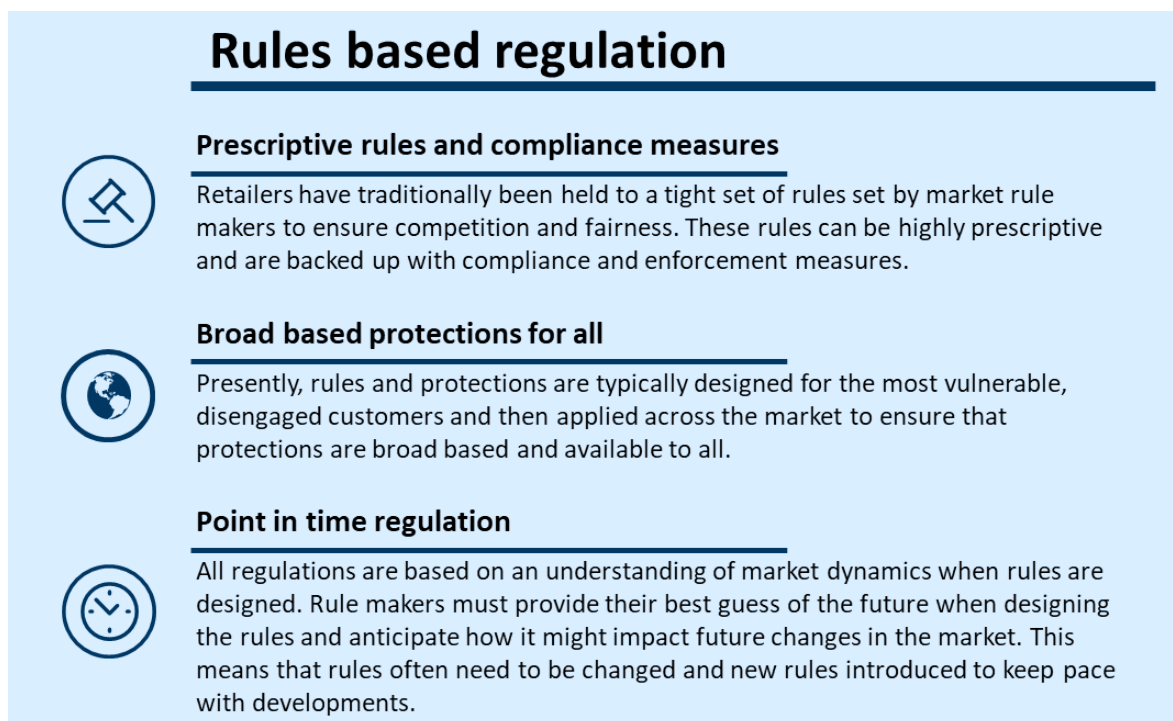 Rules based regulation
Prescriptive rules and compliance measures
Retailers have traditionally been held to a tight set of rules set by market rule
makers to ensure competition and fairness. These rules can be highly prescriptive
and are backed up with compliance and enforcement measures.
Broad based protections for all
Presently, rules and protections are typically designed for the most vulnerable,
disengaged customers and then applied across the market to ensure that
protections are broad based and available to all.
Point in time regulation
All regulations are based on an understanding of market dynamics when rules are
designed. Rule makers must provide their best guess of the future when designing
the rules and anticipate how it might impact future changes in the market. This
means that rules often need to be changed and new rules introduced to keep pace
with developments.